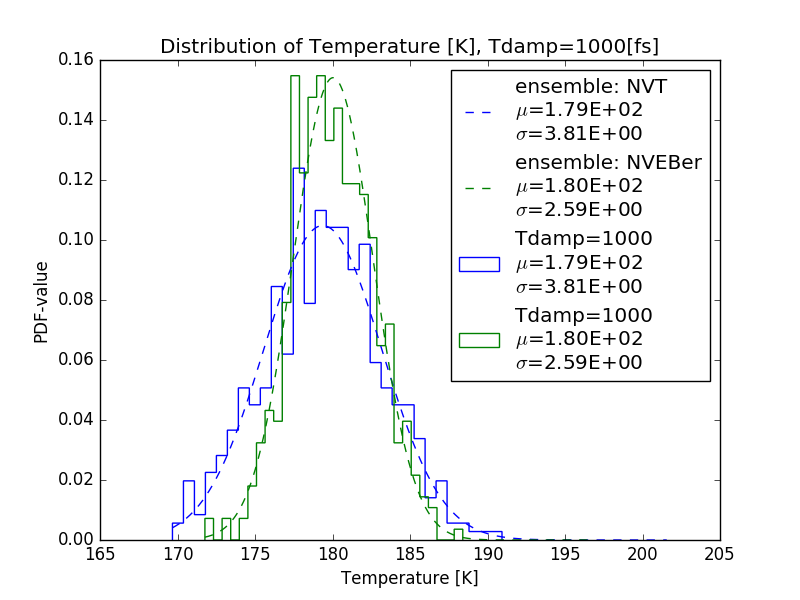 Distribution of Temperature [K], Tdamp=1000[fs]
0.16
0.14
0.12
0.10
0.08
0.06
0.04
0.02
0.00
PDF-value
ensemble: NVT
μ=1.79E+02
σ=3.81E+00
ensemble: NVEBer
μ=1.80E+02
σ=2.59E+00
Tdamp=1000
μ=1.79E+02
σ=3.81E+00
Tdamp=1000
μ=1.80E+02
σ=2.59E+00
165 170 175 180 185 190 195 200 205
Temperature [K]